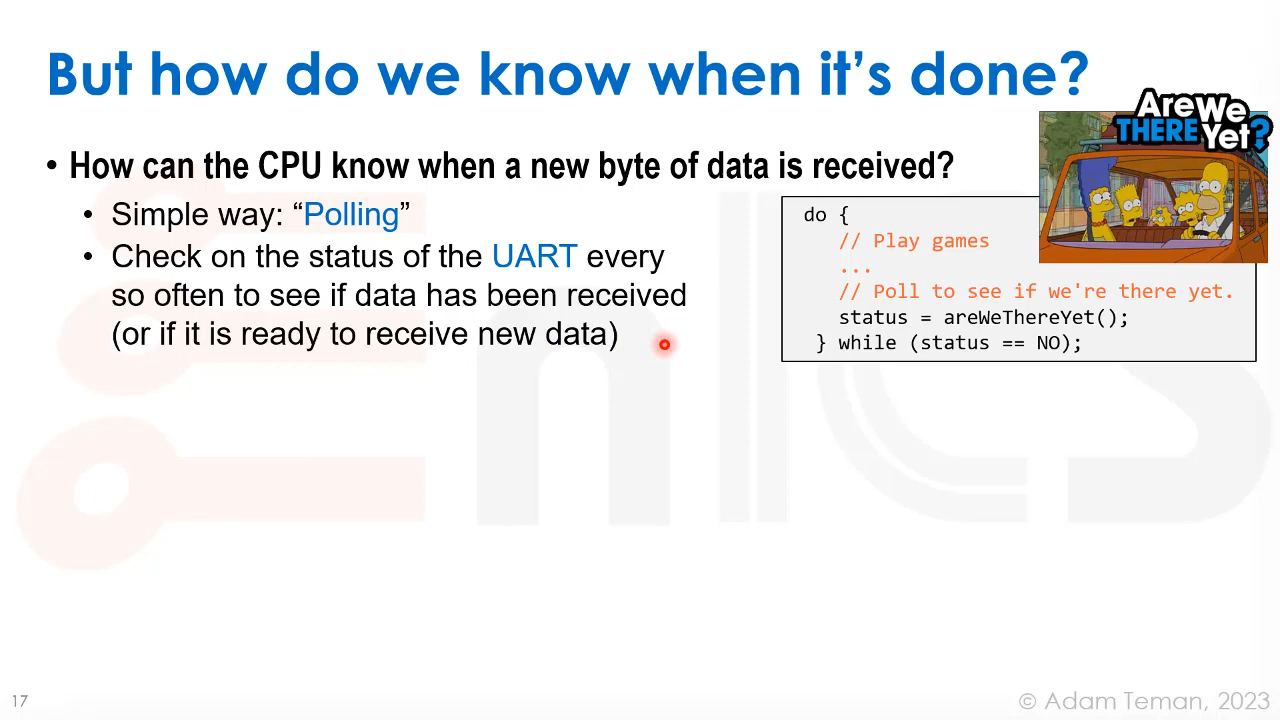 But how do we know when it's done?
Are We
THERE Yet?
• How can the CPU know when a new byte of data is received?
• Simple way: “Polling”
• Check on the status of the UART every
so often to see if data has been received
(or if it is ready to receive new data)
do {
// Play games
...
// Poll to see if we're there yet.
status = areWeThereYet();
} while (status == NO);
nics
17
© Adam Teman, 2023